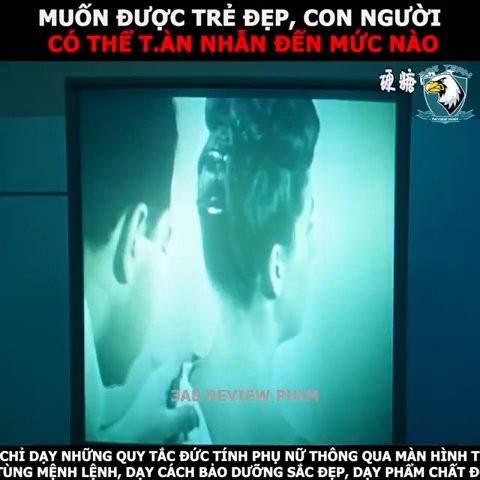 MUỐN ĐƯỢC TRẺ ĐẸP, CON NGƯỜI
CÓ THỂ T.ÀN NHẪN ĐẾN MỨC NÀO
硬糖
3AE REVIEW PHIM
CHỈ DẠY NHỮNG QUY TẮC ĐỨC TÍNH PHỤ NỮ THÔNG QUA MÀN HÌNH T
TÙNG MỆNH LỆNH, DẠY CÁCH BẢO DƯỠNG SẮC ĐẸP, DẠY PHẨM CHẤT Đ